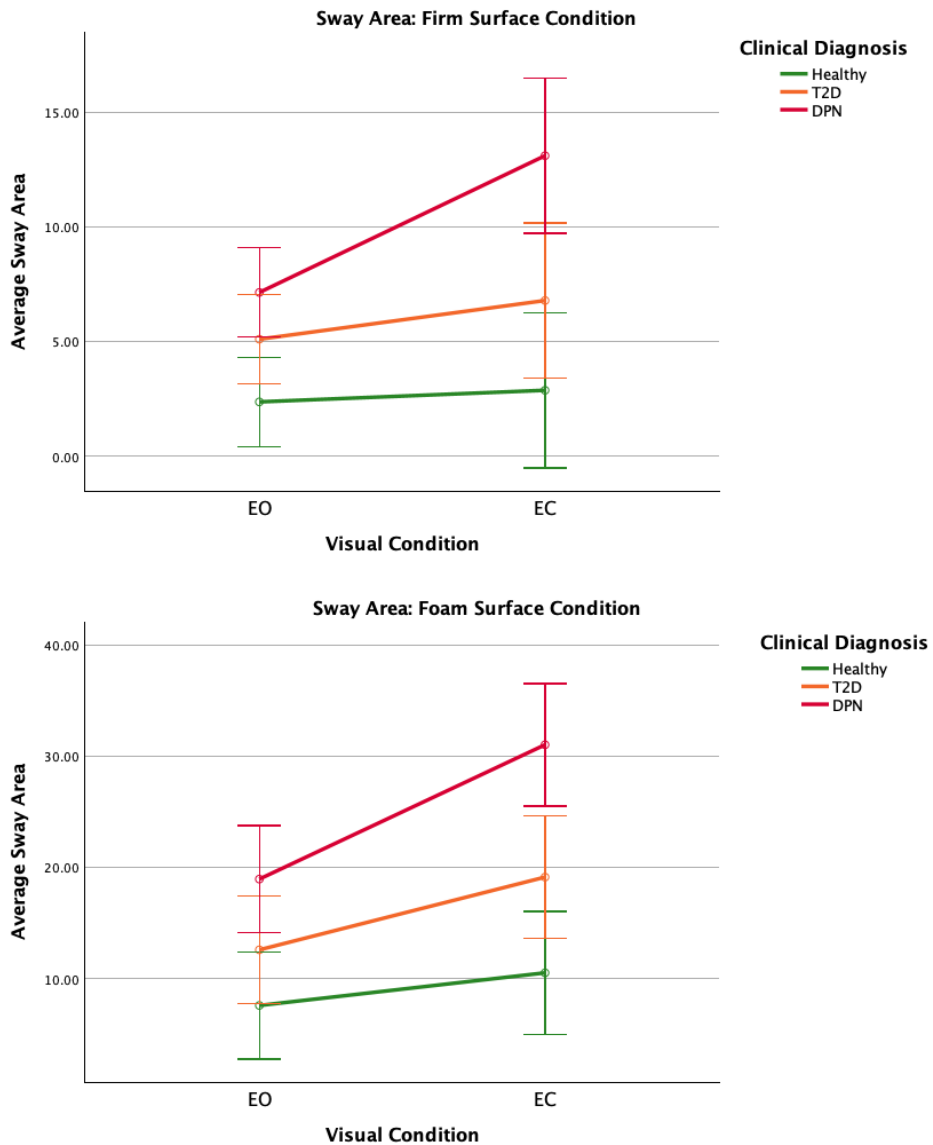 Sway Area: Firm Surface Condition
Clinical Diagnosis
Healthy
T2D
DPN
15.00
10.00
5.00
0.00
Average Sway Area
EO EC
Visual Condition
Sway Area: Foam Surface Condition
Clinical Diagnosis
Healthy
T2D
DPN
40.00
30.00
20.00
10.00
Average Sway Area
EO EC
Visual Condition